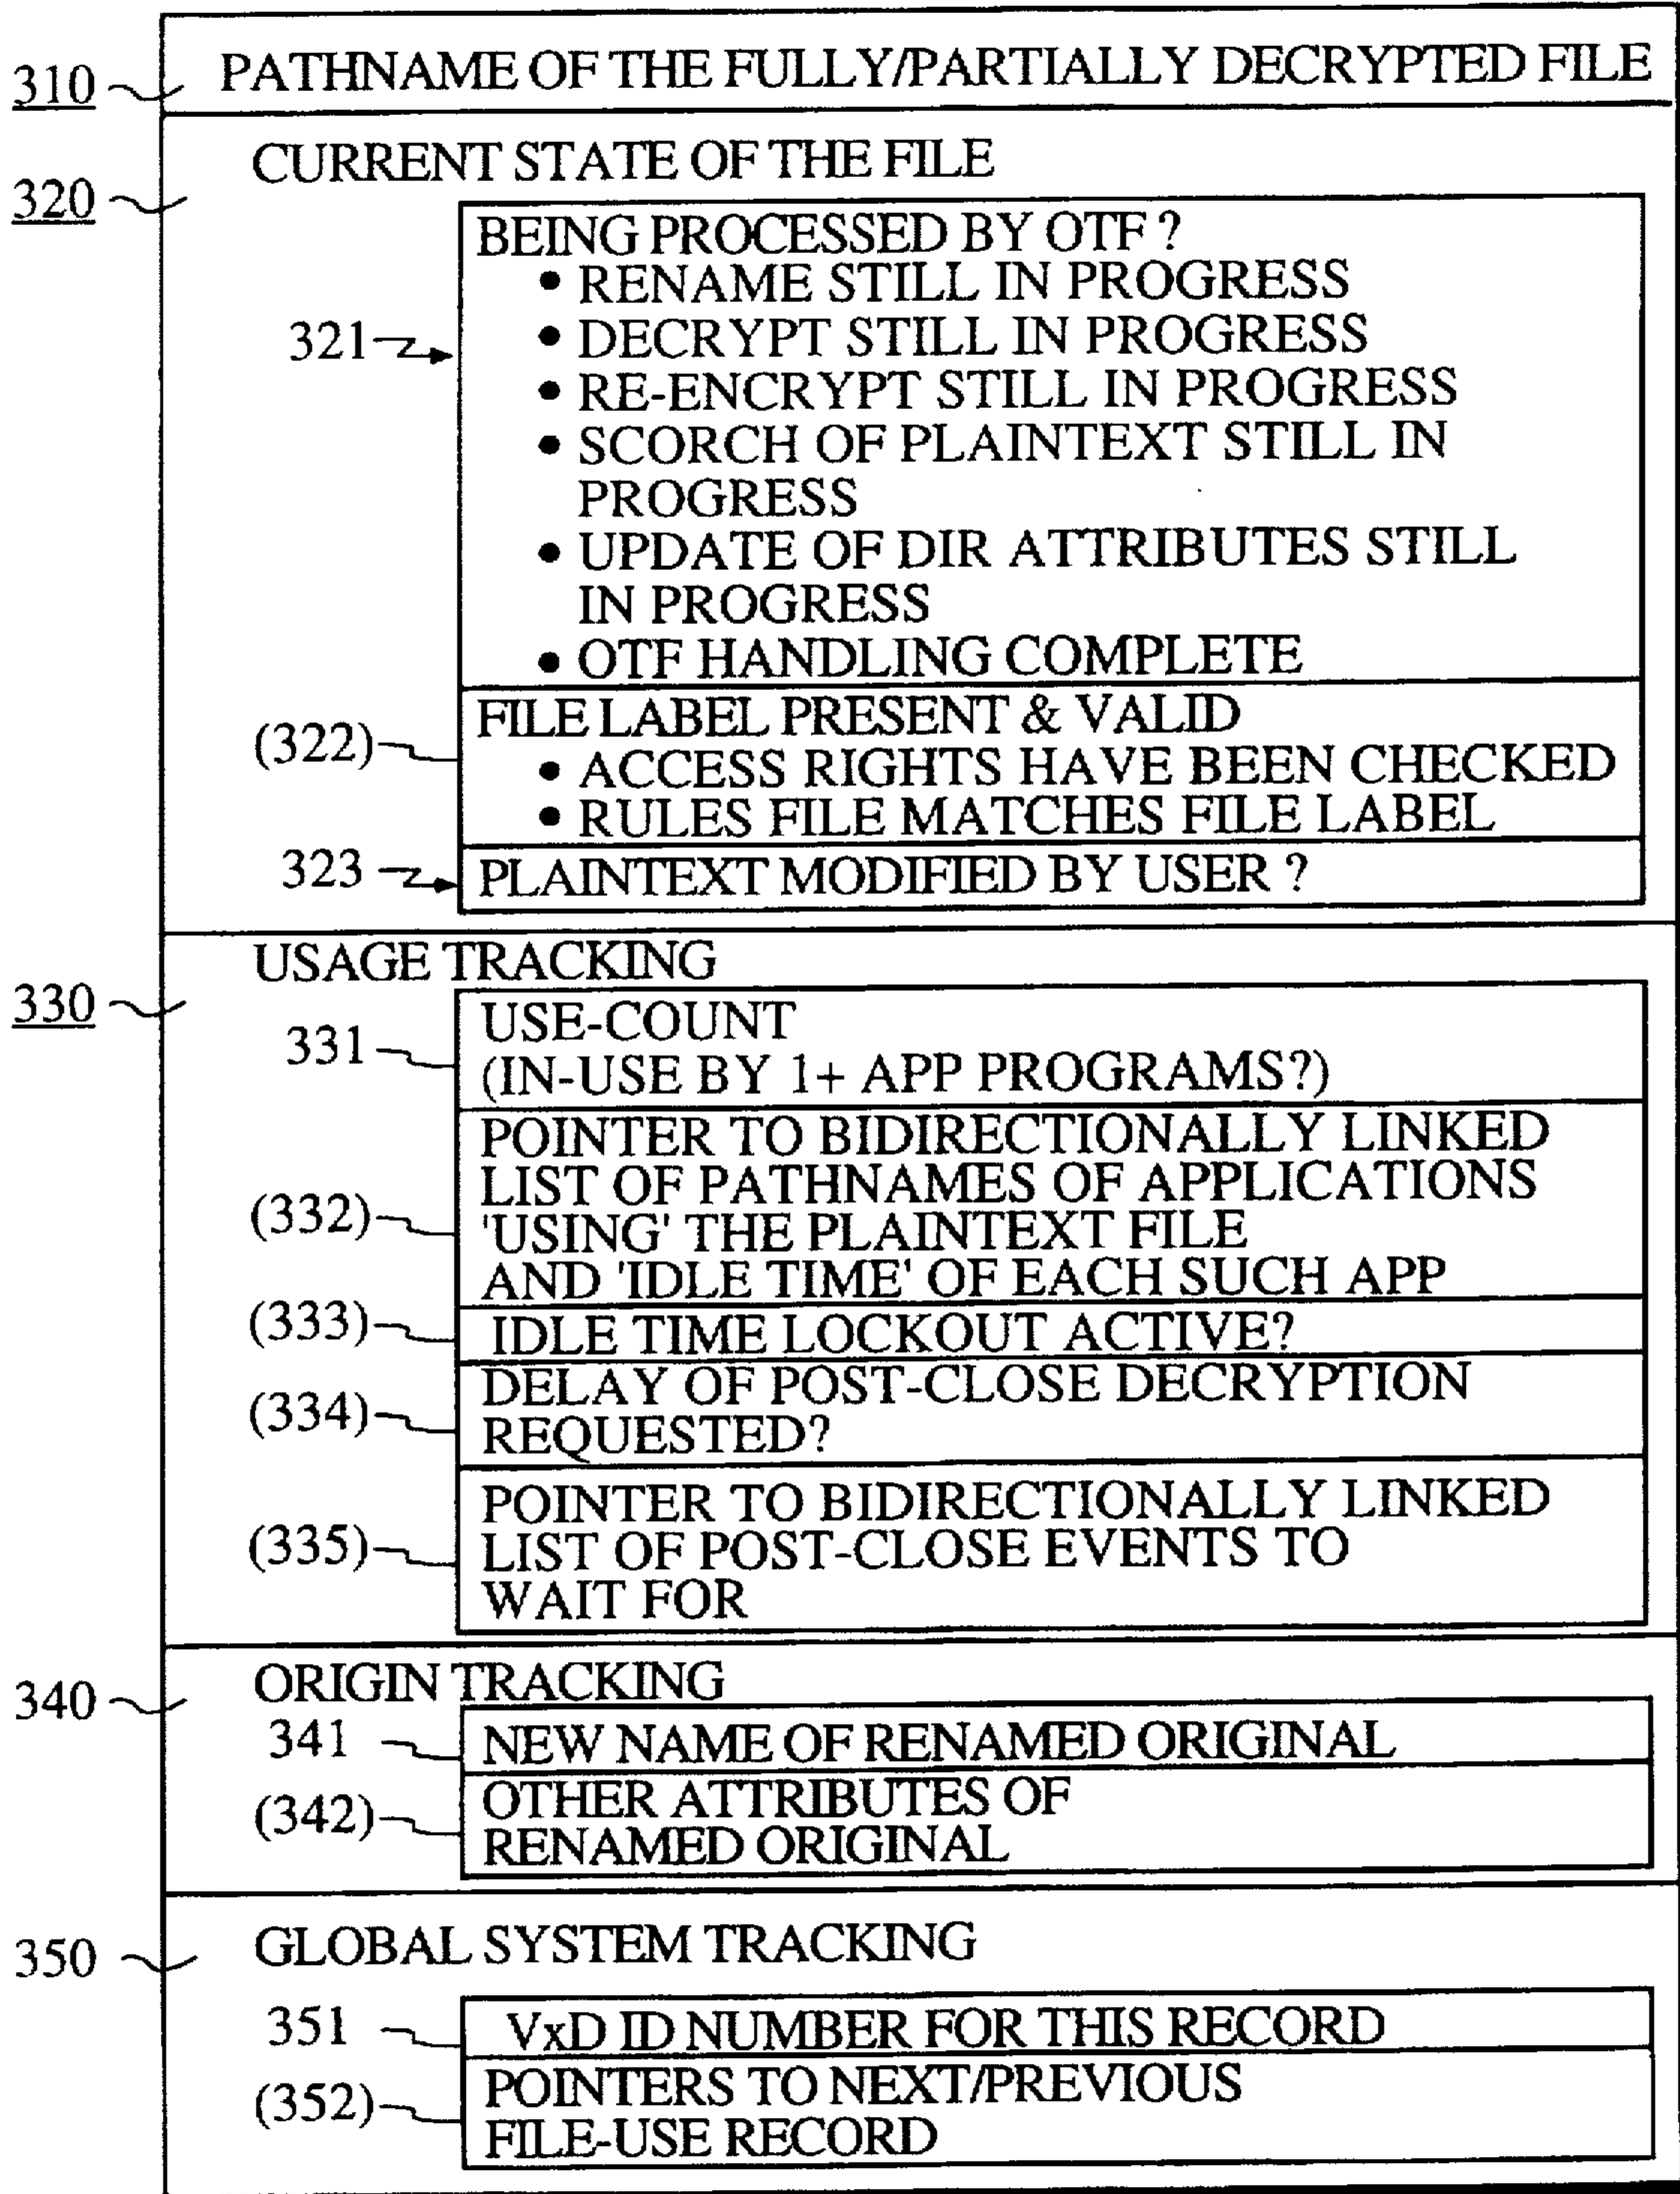 310 PATHNAME OF THE FULLY/PARTIALLY DECRYPTED FILE
CURRENT STATE OF THE FILE
320
BEING PROCESSED BY OTF ?
• RENAME STILL IN PROGRESS
321 • DECRYPT STILL IN PROGRESS
• RE-ENCRYPT STILL IN PROGRESS
• SCORCH OF PLAINTEXT STILL IN
PROGRESS
• UPDATE OF DIR ATTRIBUTES STILL
IN PROGRESS
• OTF HANDLING COMPLETE
FILE LABEL PRESENT & VALID
(322)
• ACCESS RIGHTS HAVE BEEN CHECKED
• RULES FILE MATCHES FILE LABEL
323 PLAINTEXT MODIFIED BY USER ?
USAGE TRACKING
330
USE-COUNT
331
(IN-USE BY 1+ APP PROGRAMS?)
POINTER TO BIDIRECTIONALLY LINKED
LIST OF PATHNAMES OF APPLICATIONS
(332) 'USING' THE PLAINTEXT FILE
AND 'IDLE TIME' OF EACH SUCH APP
(333) IDLE TIME LOCKOUT ACTIVE?
DELAY OF POST-CLOSE DECRYPTION
(334) REQUESTED?
POINTER TO BIDIRECTIONALLY LINKED
(335) LIST OF POST-CLOSE EVENTS TO
WAIT FOR
340 ORIGIN TRACKING
341 NEW NAME OF RENAMED ORIGINAL
OTHER ATTRIBUTES OF
(342) RENAMED ORIGINAL
350 GLOBAL SYSTEM TRACKING
351 VxD ID NUMBER FOR THIS RECORD
POINTERS TO NEXT/PREVIOUS
(352) FILE-USE RECORD